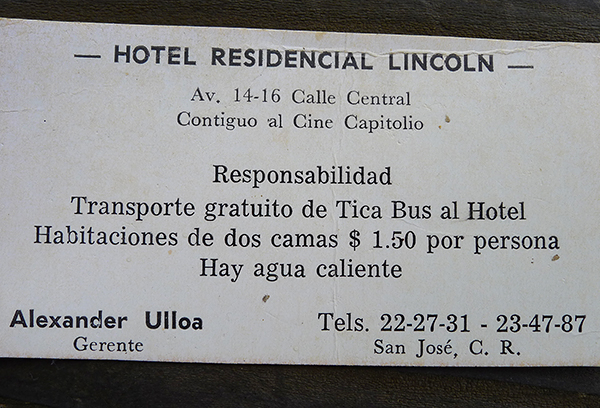 — HOTEL RESIDENCIAL LINCOLN —
Av. 14-16 Calle Central
Contiguo al Cine Capitolio
Responsabilidad
Transporte gratuito de Tica Bus al Hotel
Habitaciones de dos camas $ 1.50 por persona
Hay agua caliente
Alexander Ulloa
Gerente
Tels. 22-27-31 - 23-47-87
San José, C. R.